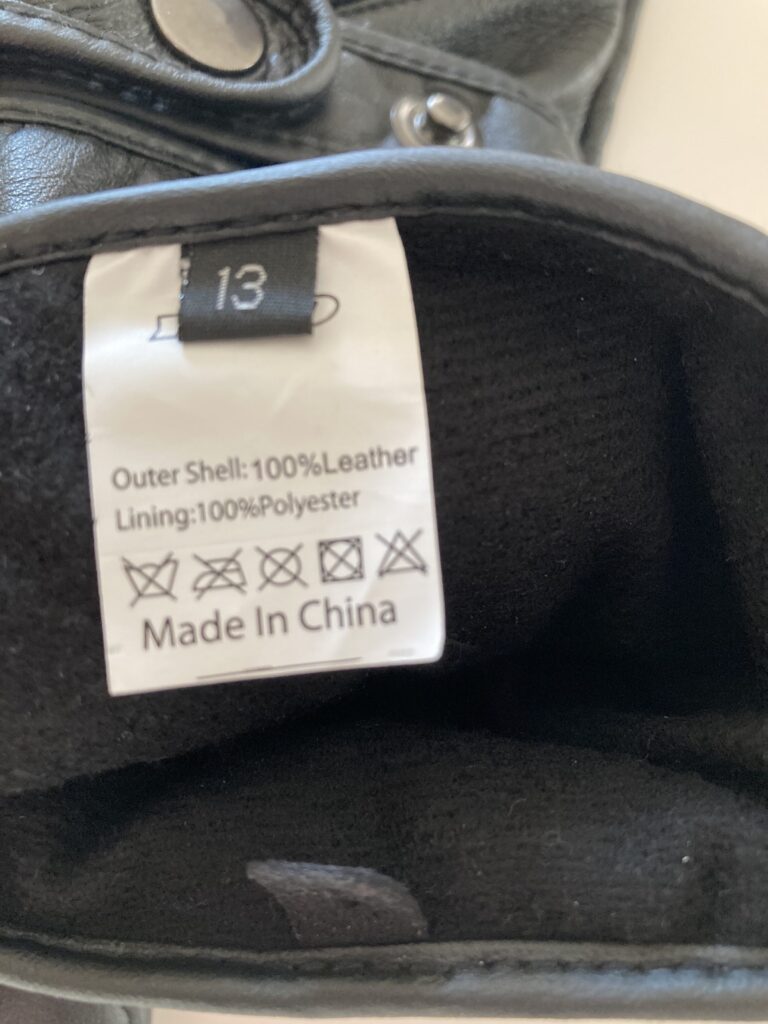 13
Outer Shell:100%Leather
Lining:100%Polyester
Made In China